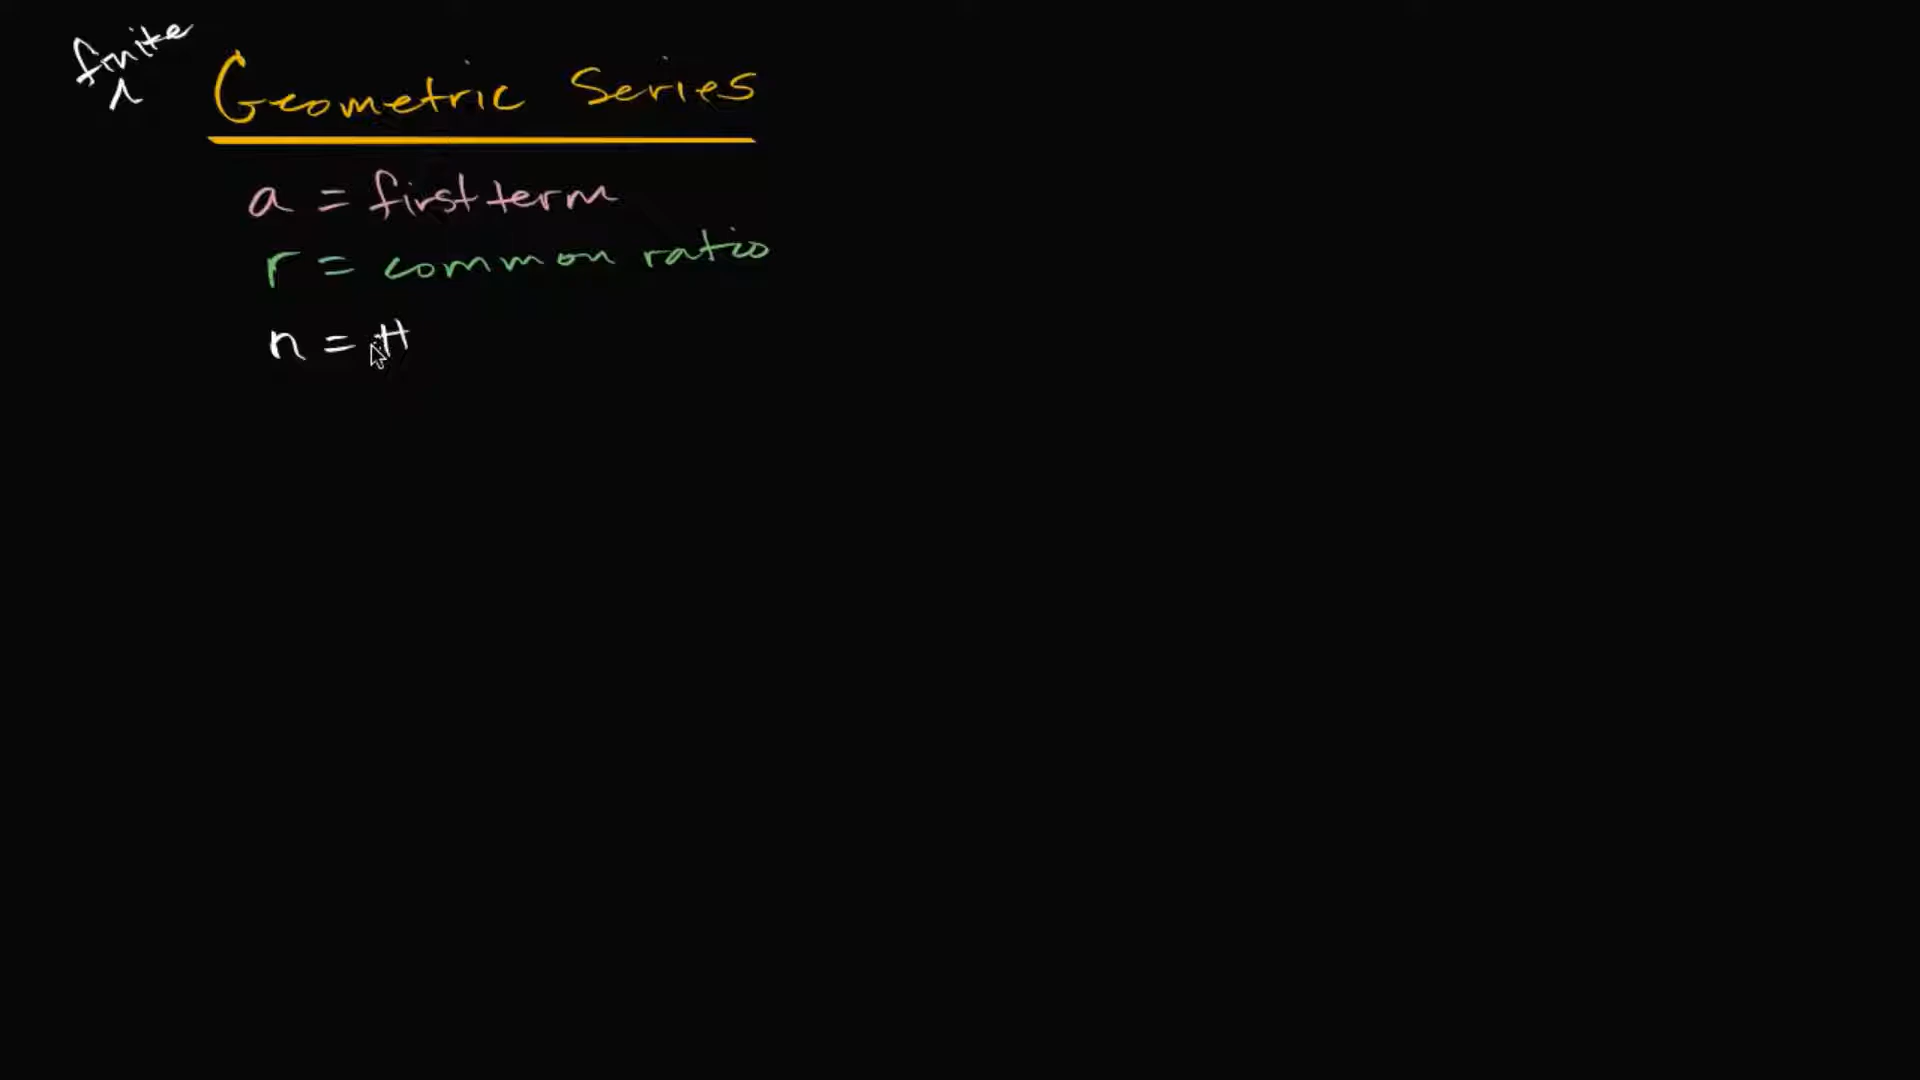 finite
Geometric Series
a = first term
r = common ratio
n = #